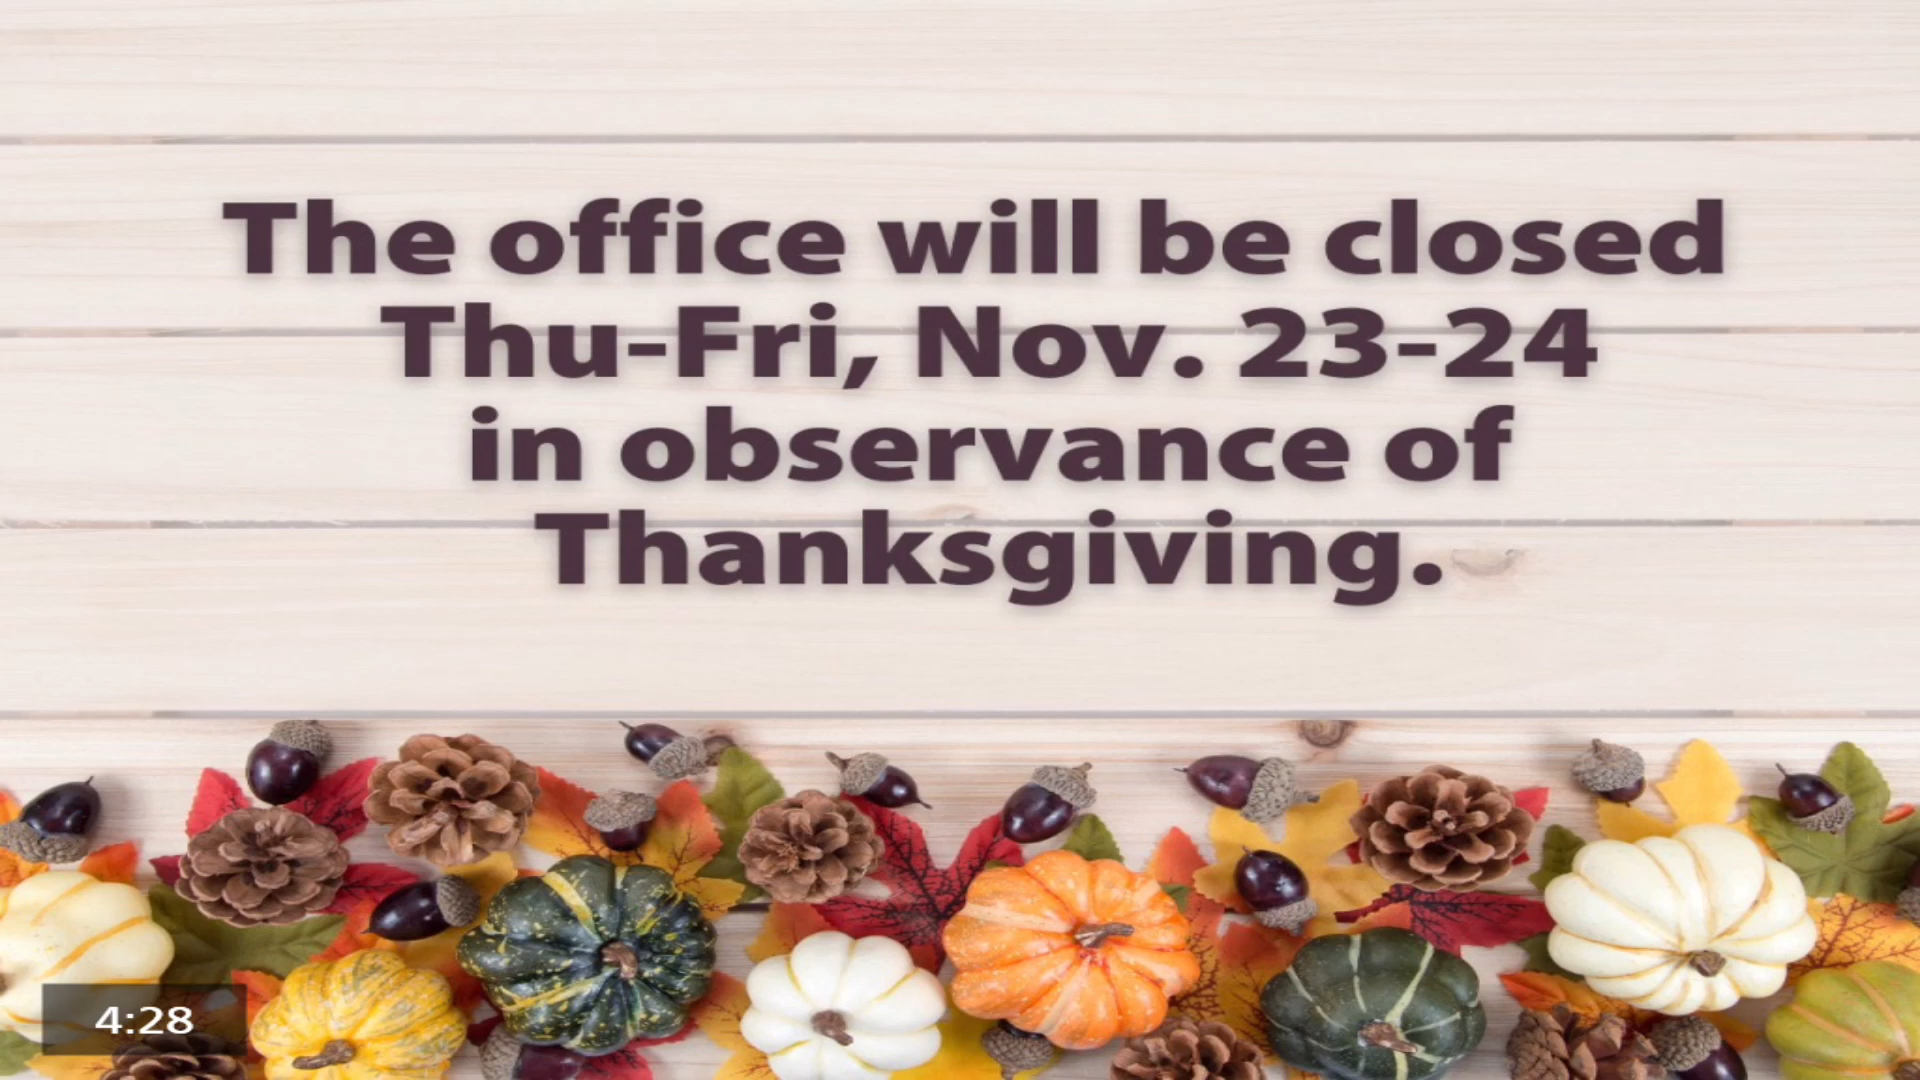 The office will be closed
Thu-Fri, Nov. 23-24
in observance of
Thanksgiving.
4:28